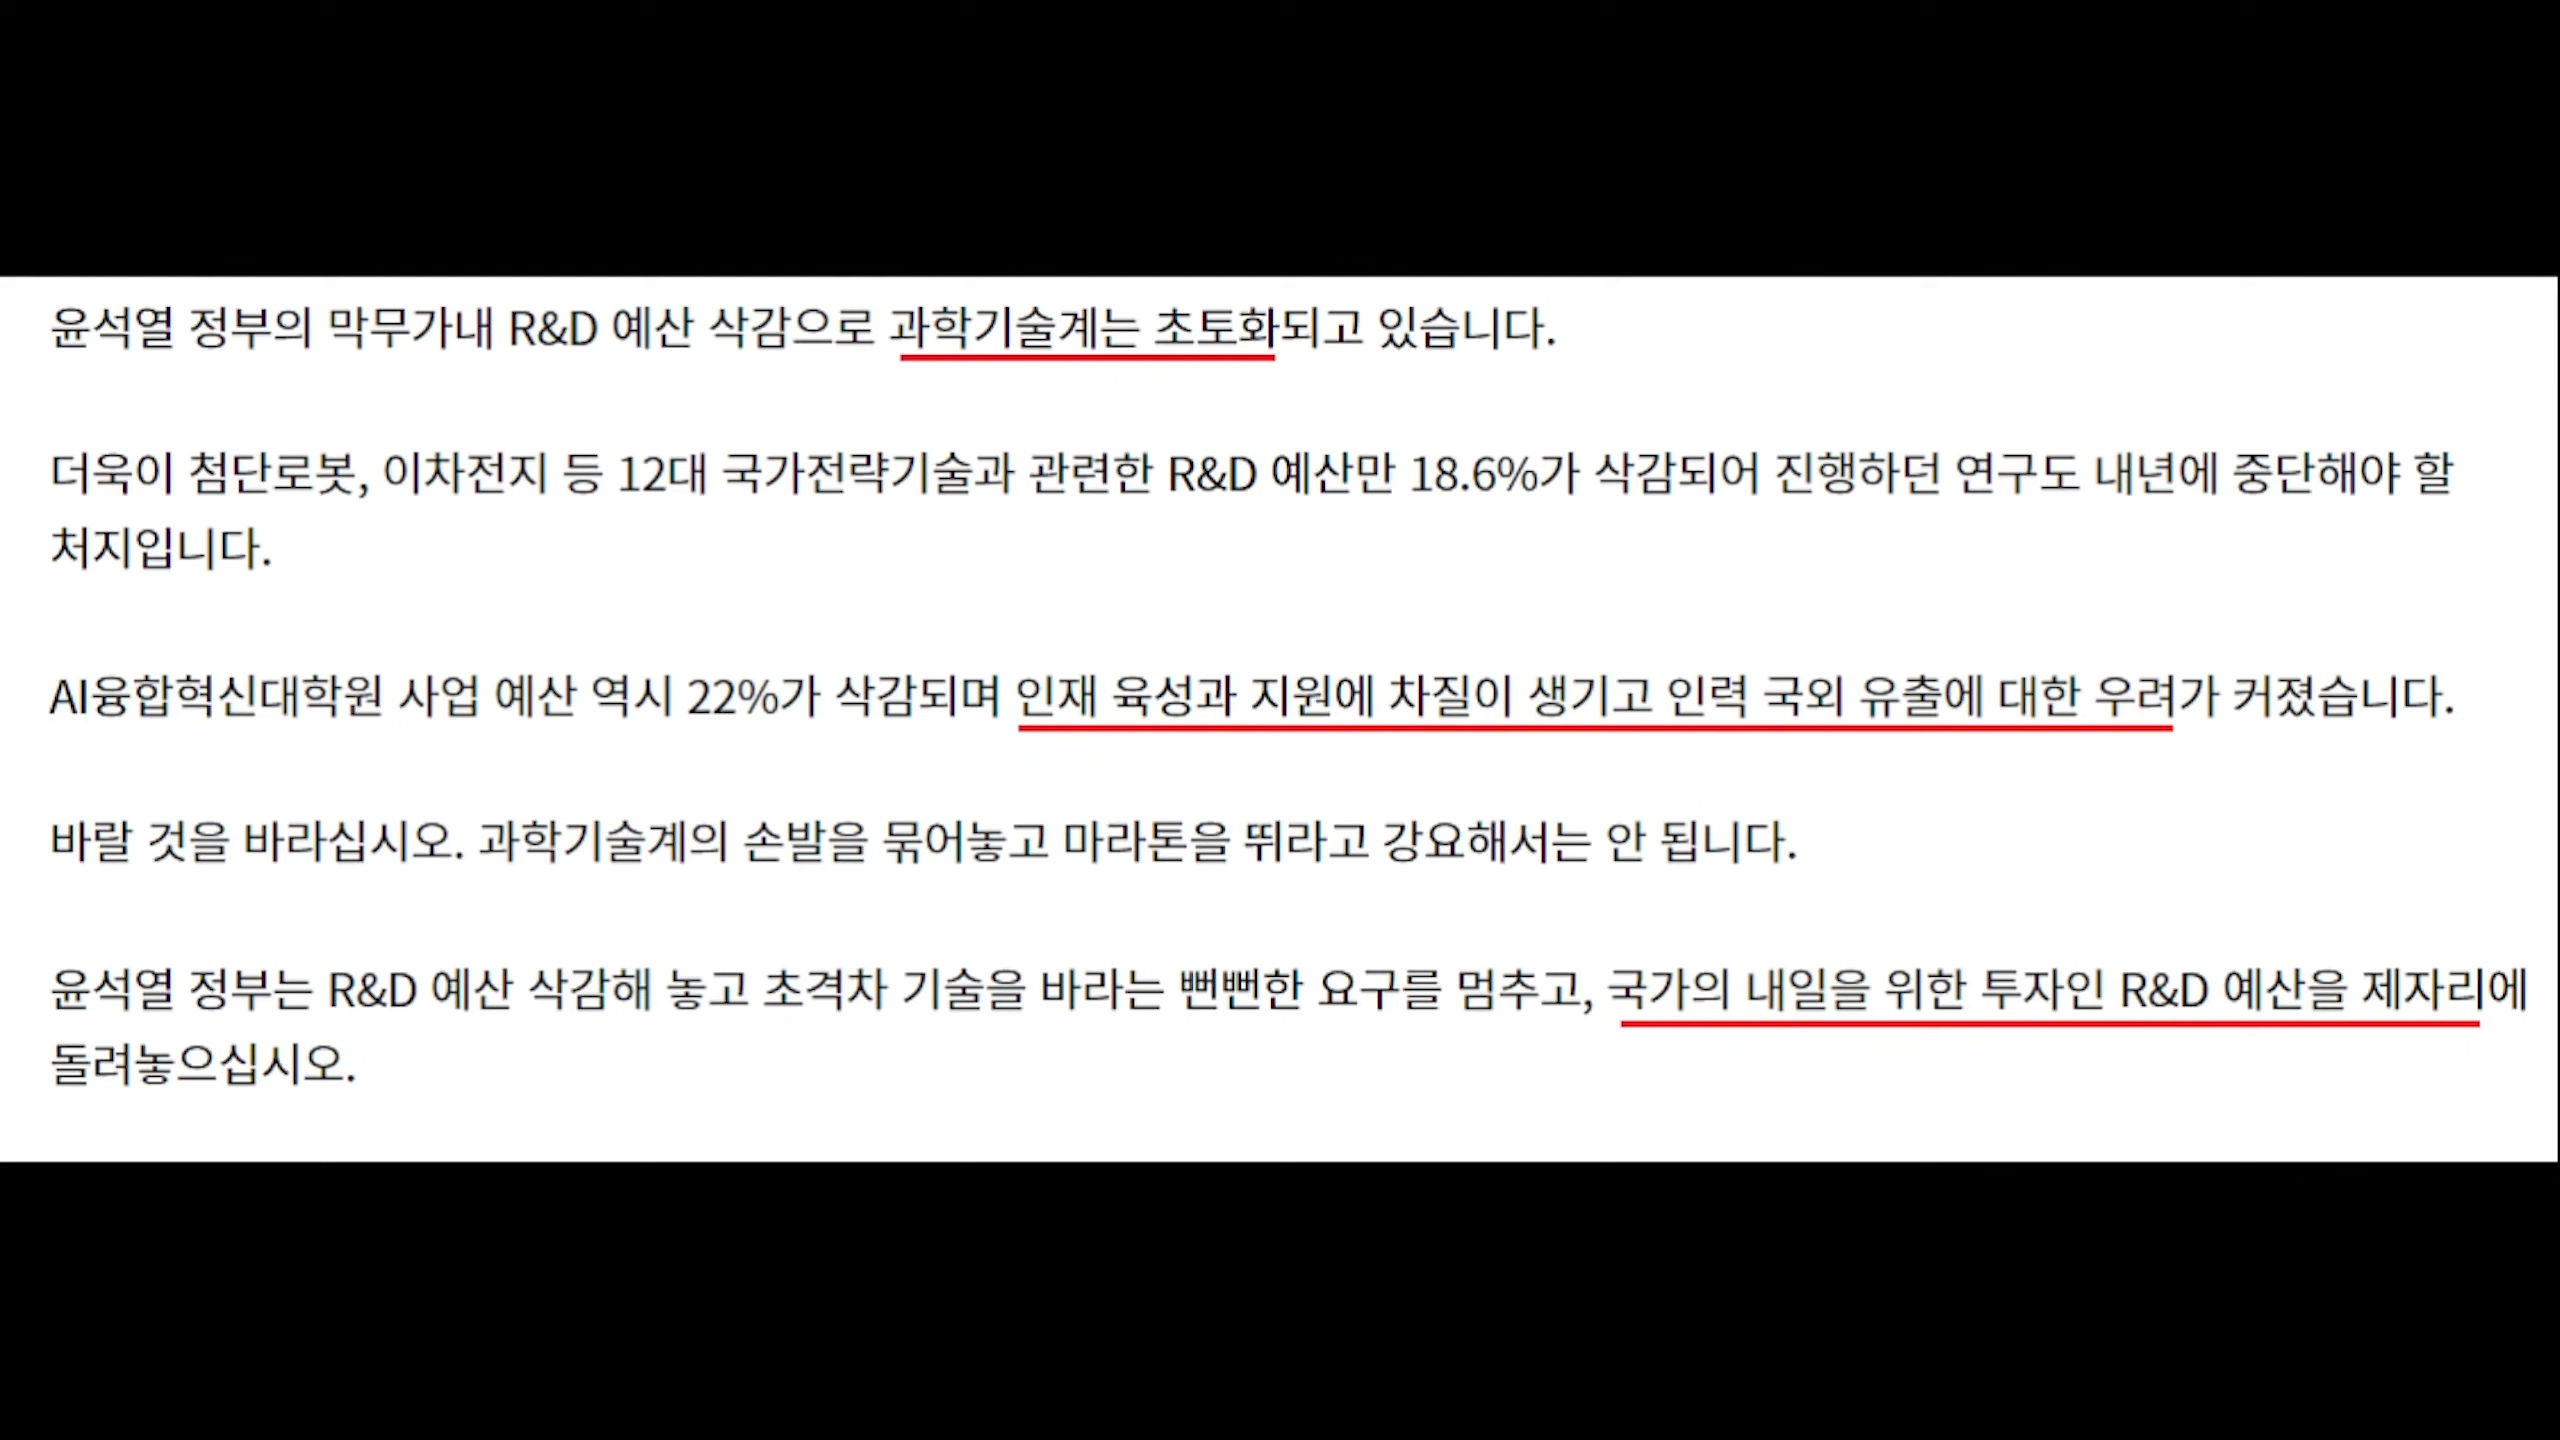 윤석열 정부의 막무가내 R&D 예산 삭감으로 과학기술계는 초토화되고 있습니다.
더욱이 첨단로봇, 이차전지 등 12대 국가전략기술과 관련한 R&D 예산만 18.6%가 삭감되어 진행하던 연구도 내년에 중단해야 할
처지입니다.
AI융합혁신대학원 사업 예산 역시 22%가 삭감되며 인재 육성과 지원에 차질이 생기고 인력 국외 유출에 대한 우려가 커졌습니다.
바랄 것을 바라십시오. 과학기술계의 손발을 묶어놓고 마라톤을 뛰라고 강요해서는 안 됩니다.
윤석열 정부는 R&D 예산 삭감해 놓고 초격차 기술을 바라는 뻔뻔한 요구를 멈추고, 국가의 내일을 위한 투자인 R&D 예산을 제자리에
돌려놓으십시오.